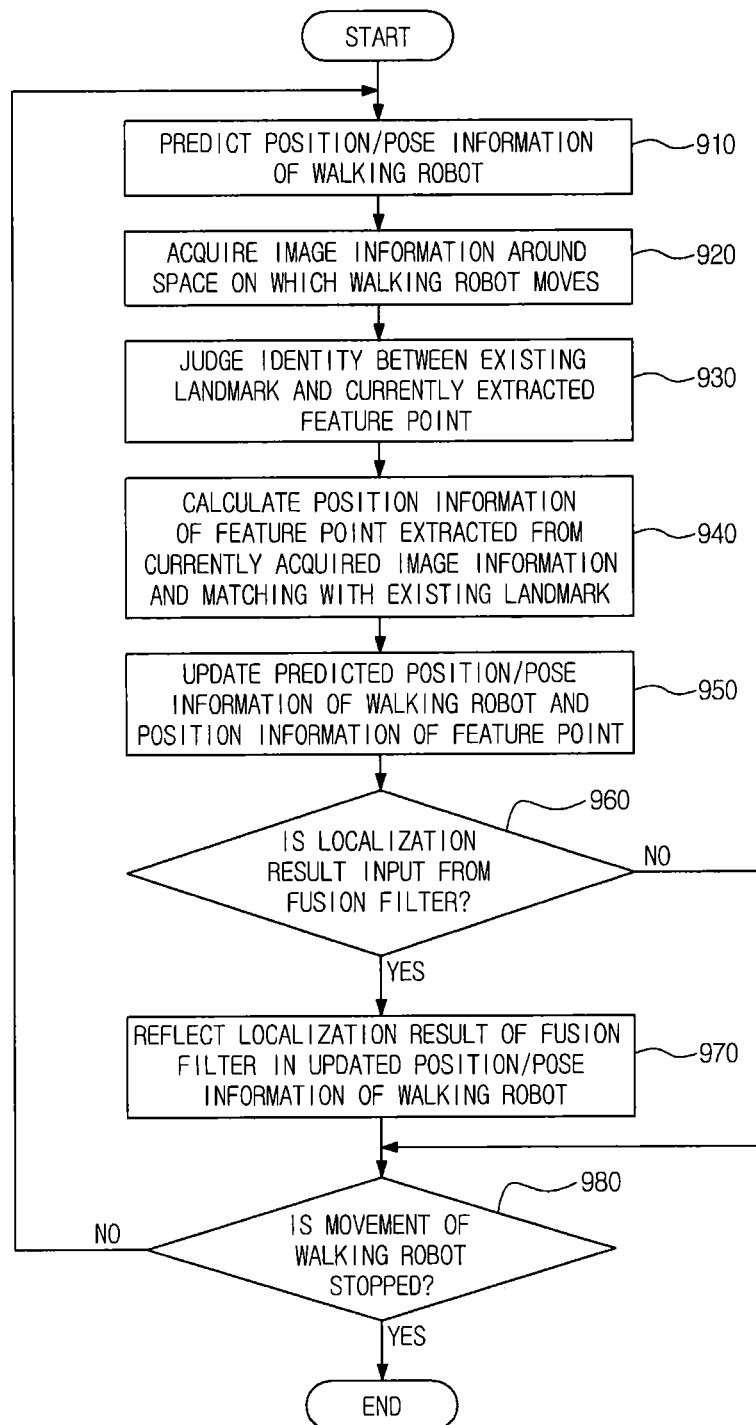 START
PREDICT POSITION/POSE INFORMATION
OF WALKING ROBOT
910
ACQUIRE IMAGE INFORMATION AROUND
SPACE ON WHICH WALKING ROBOT MOVES
920
JUDGE IDENTITY BETWEEN EXISTING
LANDMARK AND CURRENTLY EXTRACTED
FEATURE POINT
930
CALCULATE POSITION INFORMATION
OF FEATURE POINT EXTRACTED FROM
CURRENTLY ACQUIRED IMAGE INFORMATION
AND MATCHING WITH EXISTING LANDMARK
940
UPDATE PREDICTED POSITION/POSE
INFORMATION OF WALKING ROBOT AND
POSITION INFORMATION OF FEATURE POINT
950
960
IS LOCALIZATION
RESULT INPUT FROM
FUSION FILTER?
NO
YES
REFLECT LOCALIZATION RESULT OF FUSION
FILTER IN UPDATED POSITION/POSE
INFORMATION OF WALKING ROBOT
970
980
NO
IS MOVEMENT OF
WALKING ROBOT
STOPPED?
YES
END